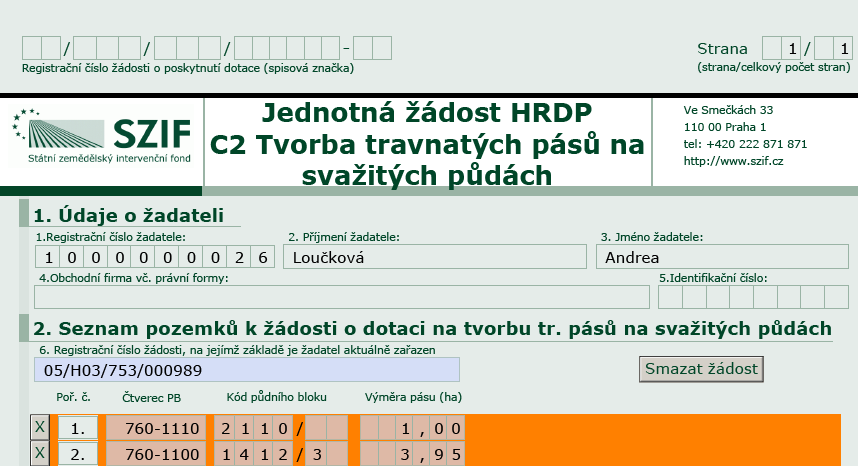 / / / -
Registrační číslo žádosti o poskytnutí dotace (spisová značka)
Strana 1 / 1
(strana/celkový počet stran)
SZIF
Státní zemědělský intervenční fond
Jednotná žádost HRDP
C2 Tvorba travnatých pásů na
svažitých půdách
Ve Smečkách 33
110 00 Praha 1
tel: +420 222 871 871
http://www.szif.cz
1. Údaje o žadateli
1.Registrační číslo žadatele: 2. Příjmení žadatele: 3. Jméno žadatele:
1 0 0 0 0 0 0 0 2 6 Loučková Andrea
4.Obchodní firma vč. právní formy: 5.Identifikační číslo:
2. Seznam pozemků k žádosti o dotaci na tvorbu tr. pásů na svažitých půdách
6. Registrační číslo žádosti, na jejímž základě je žadatel aktuálně zařazen
05/H03/753/000989 Smazat žádost
Poř. č. Čtverec PB Kód půdního bloku Výměra pásu (ha)
X 1. 760-1110 2 1 1 0 / 1 , 0 0
X 2. 760-1100 1 4 1 2 / 3 3 , 9 5